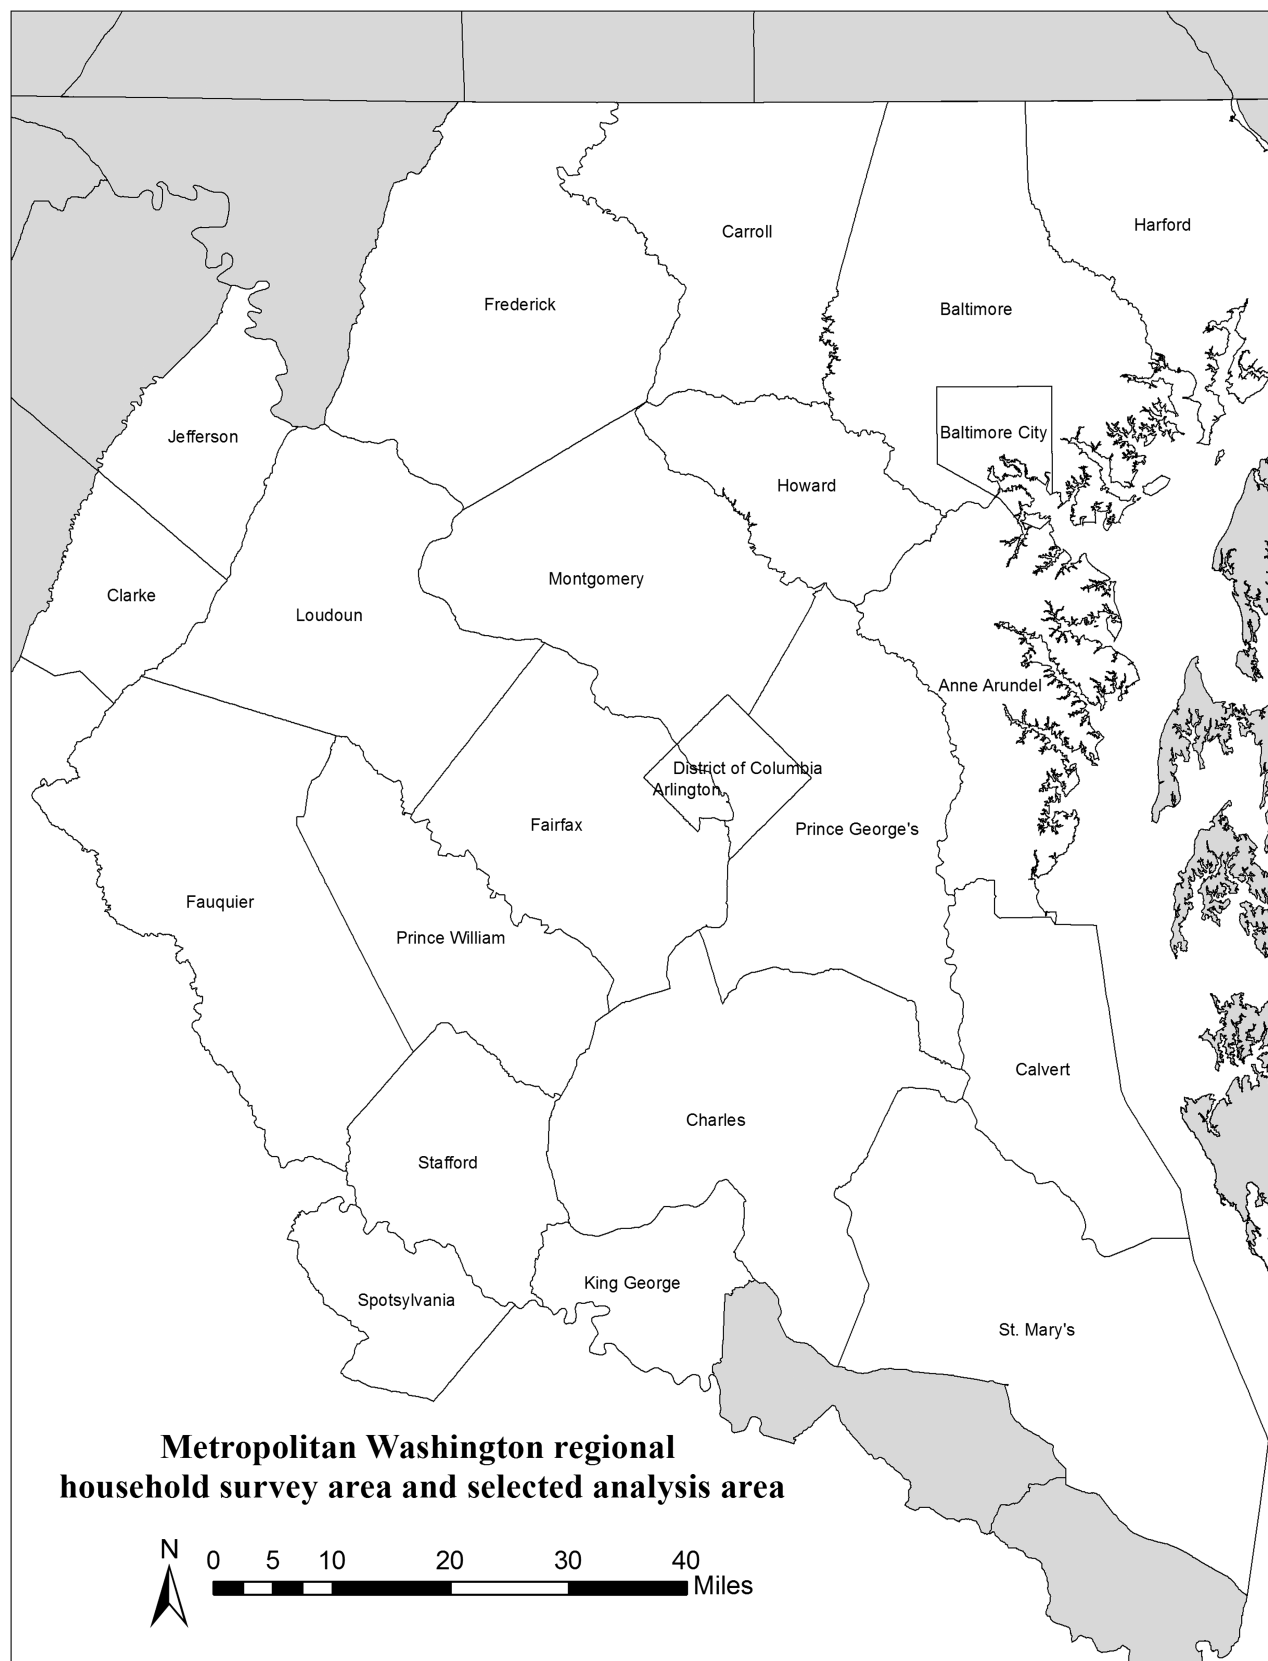 Carroll
Harford
Frederick
Baltimore
Jefferson
Baltimore City
Howard
Montgomery
Clarke
Loudoun
Anne Arundel
District of Columbia
Arlington
Fairfax
Prince George's
Fauquier
Prince William
Calvert
Charles
Stafford
King George
Spotsylvania
St. Mary's
Metropolitan Washington regional
household survey area and selected analysis area
N
0 5 10 20 30 40
Miles